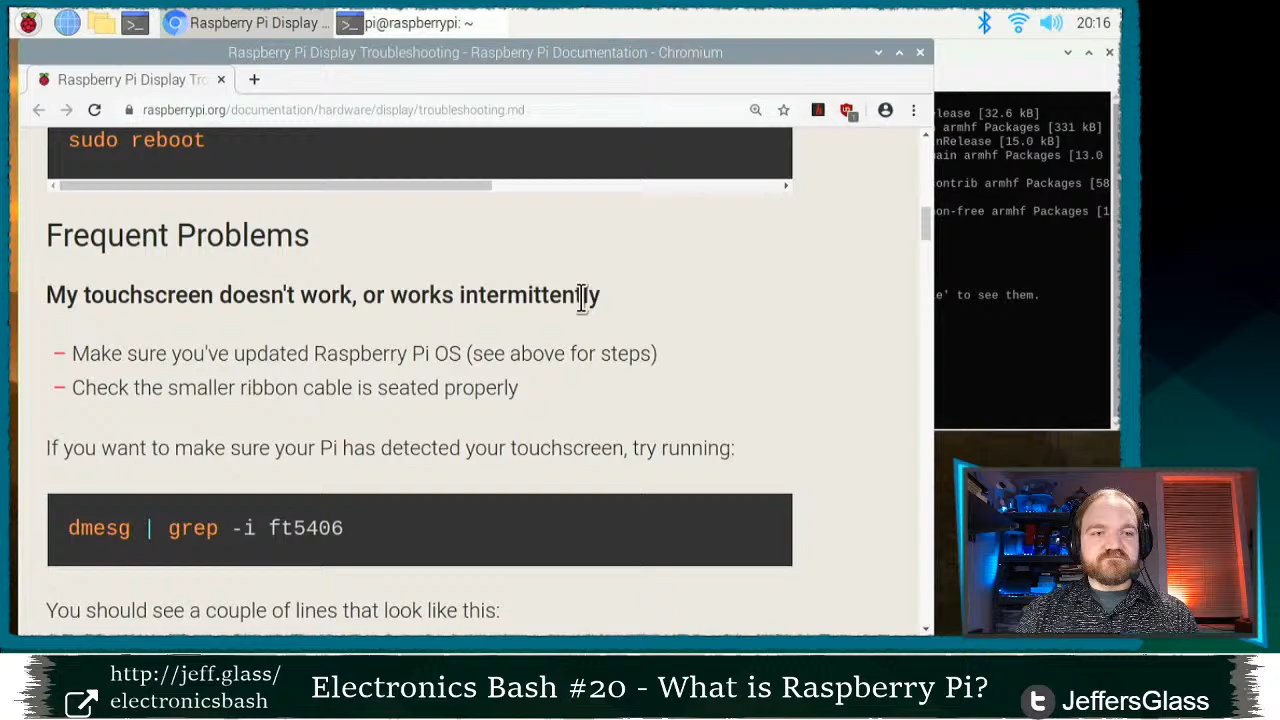 Raspberry Pi Display ...
pi@raspberrypi: ~
20:16
Raspberry Pi Display Troubleshooting - Raspberry Pi Documentation - Chromium
Raspberry Pi Display Tro
raspberrypi.org/documentation/hardware/display/troubleshooting.md
sudo reboot
Frequent Problems
My touchscreen doesn't work, or works intermittently
– Make sure you've updated Raspberry Pi OS (see above for steps)
– Check the smaller ribbon cable is seated properly
If you want to make sure your Pi has detected your touchscreen, try running:
dmesg | grep -i ft5406
You should see a couple of lines that look like this:
lease [32.6 kB]
armhf Packages [331 kB]
nRelease [15.0 kB]
ain armhf Packages [13.0
ontrib armhf Packages [58
on-free armhf Packages [1
e' to see them.
http://jeff.glass/
electronicsbash
Electronics Bash #20 - What is Raspberry Pi?
JeffersGlass